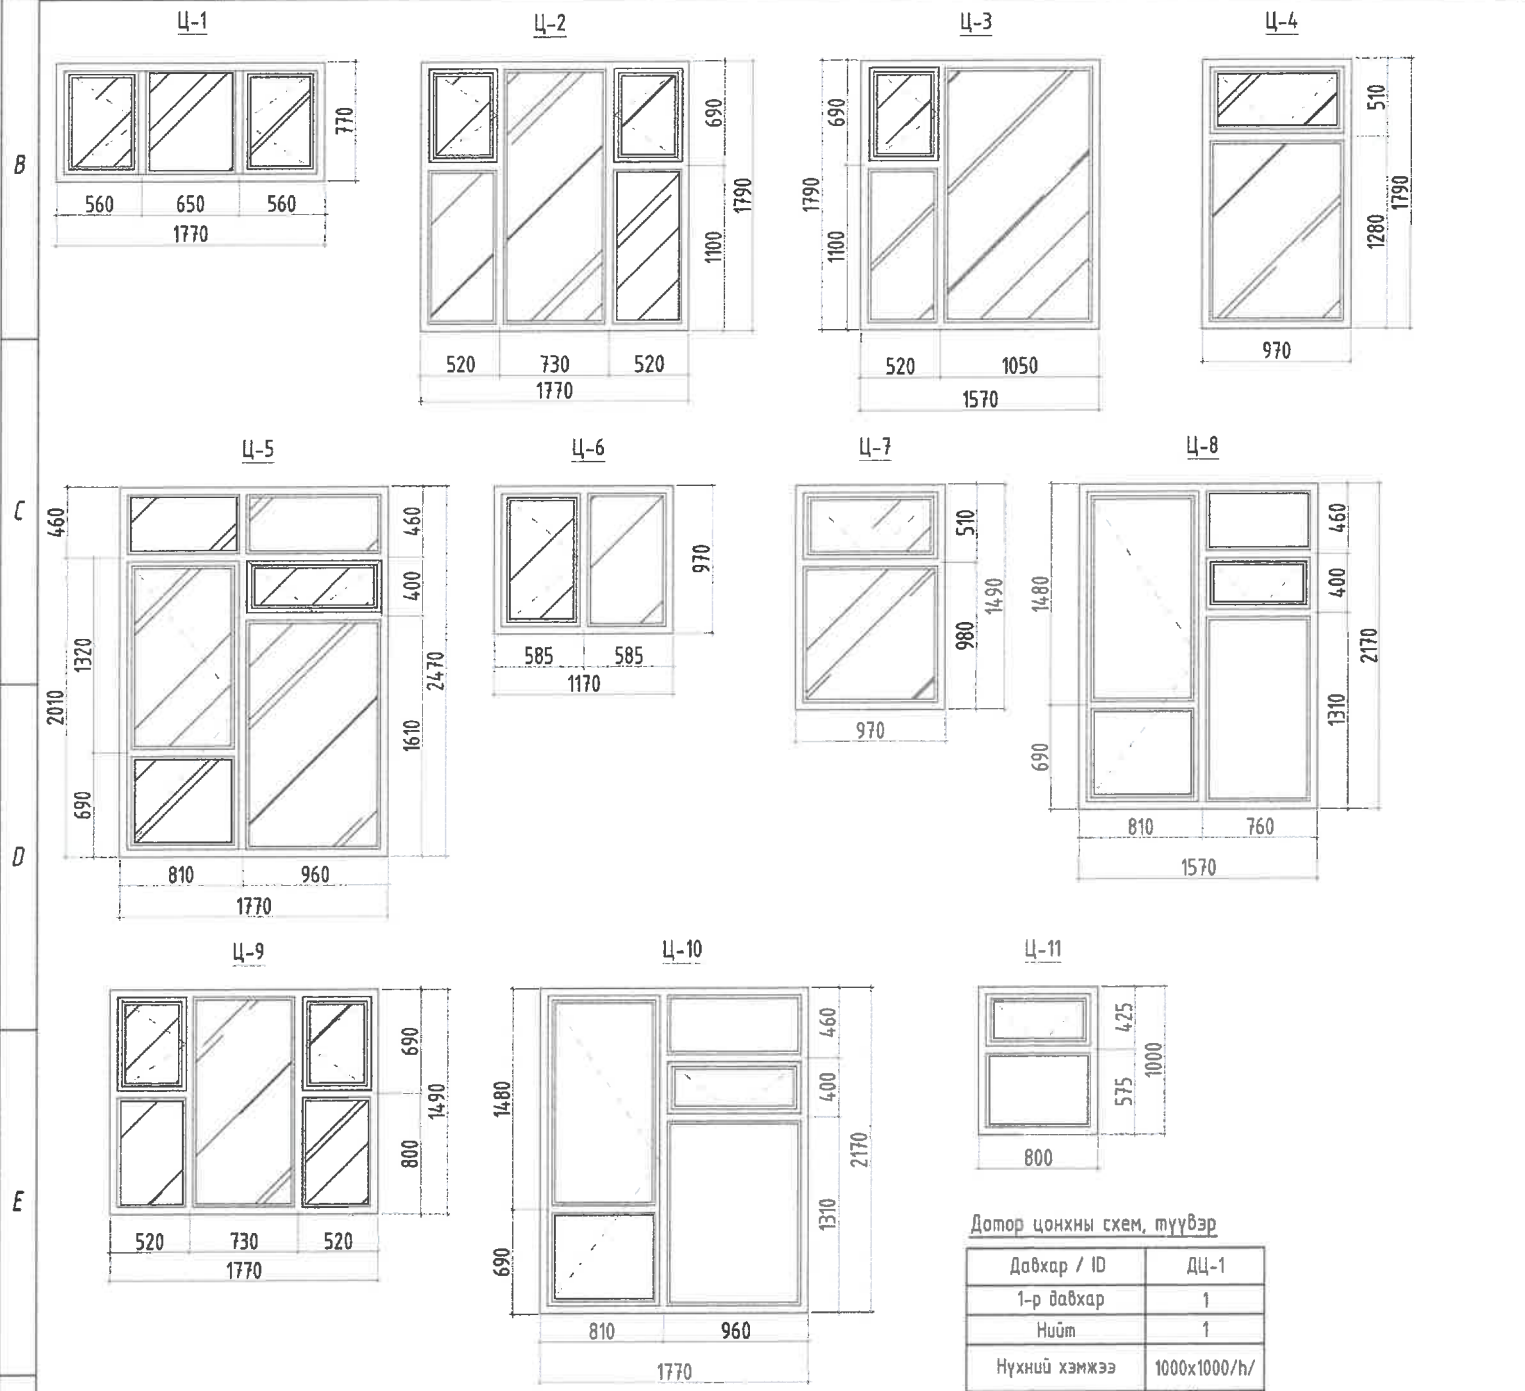 Ц-1
Ц-2
Ц-3
Ц-4
B
770
560 650 560
1770
690
1790
1100
520 730 520
1770
690
1790
1100
520 1050
1570
510
1280
1790
970
Ц-5
Ц-6
Ц-7
Ц-8
C
460
1320
2010
690
460
400
2470
1610
810 960
1770
970
585 585
1170
510
1490
980
970
1480
690
460
400
2170
1310
810 760
1570
D
Ц-9
Ц-10
Ц-11
690
1490
800
520 730 520
1770
1480
690
460
400
2170
1310
810 960
1770
425
1000
575
800
E
Дотор цонхны схем, түүвэр
Давхар / ID ДЦ-1
1-р давхар 1
Нийт 1
Нүхний хэмжээ 1000x1000/h/